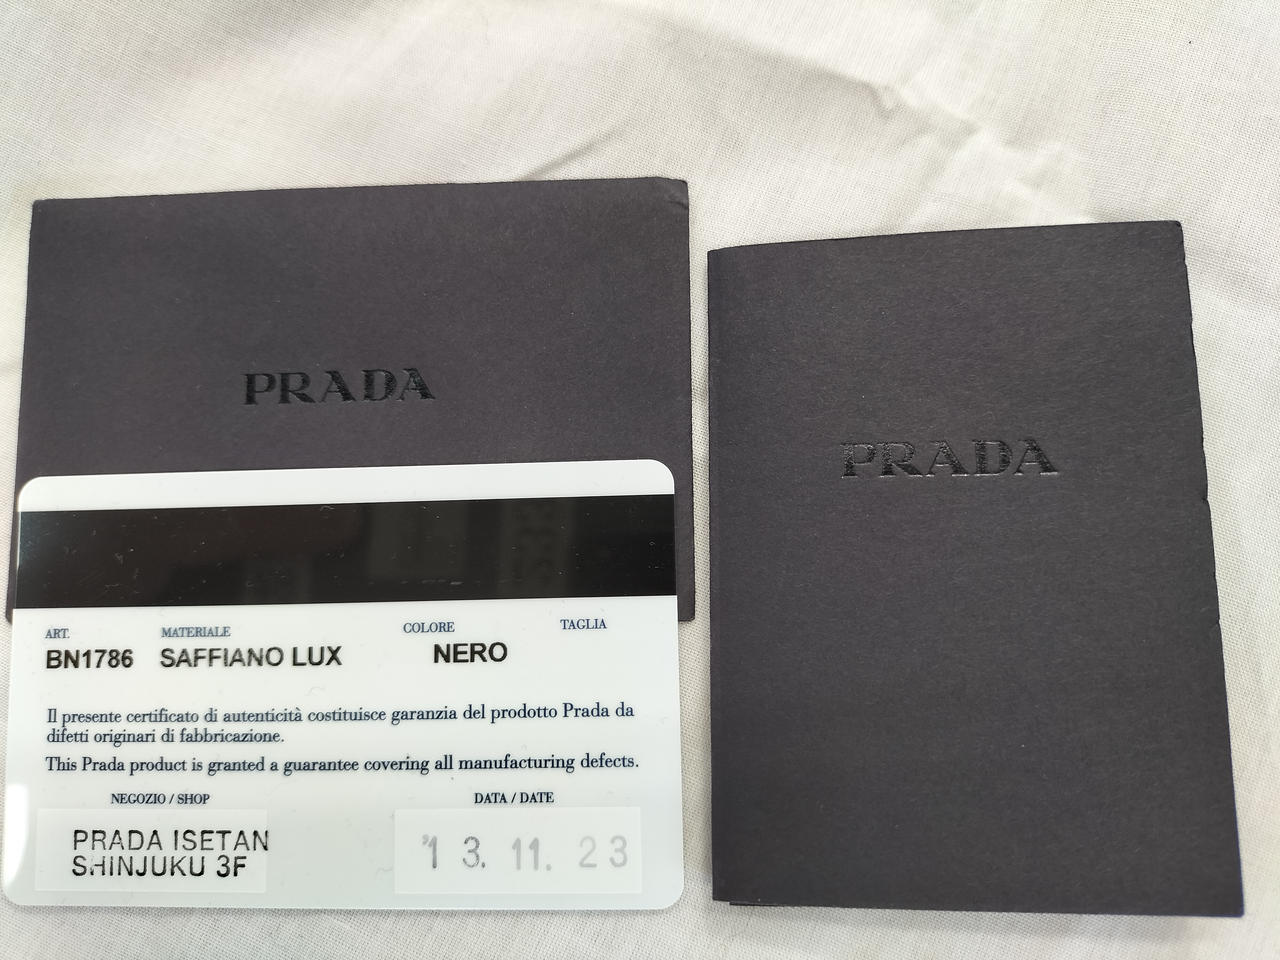 PRADA
PRADA
ART. MATERIALE COLORE TAGLIA
BN1786 SAFFIANO LUX NERO
Il presente certificato di autenticità costituisce garanzia del prodotto Prada da
difetti originari di fabbricazione.
This Prada product is granted a guarantee covering all manufacturing defects.
NEGOZIO / SHOP DATA / DATE
PRADA ISETAN
SHINJUKU 3F
'13. 11. 23